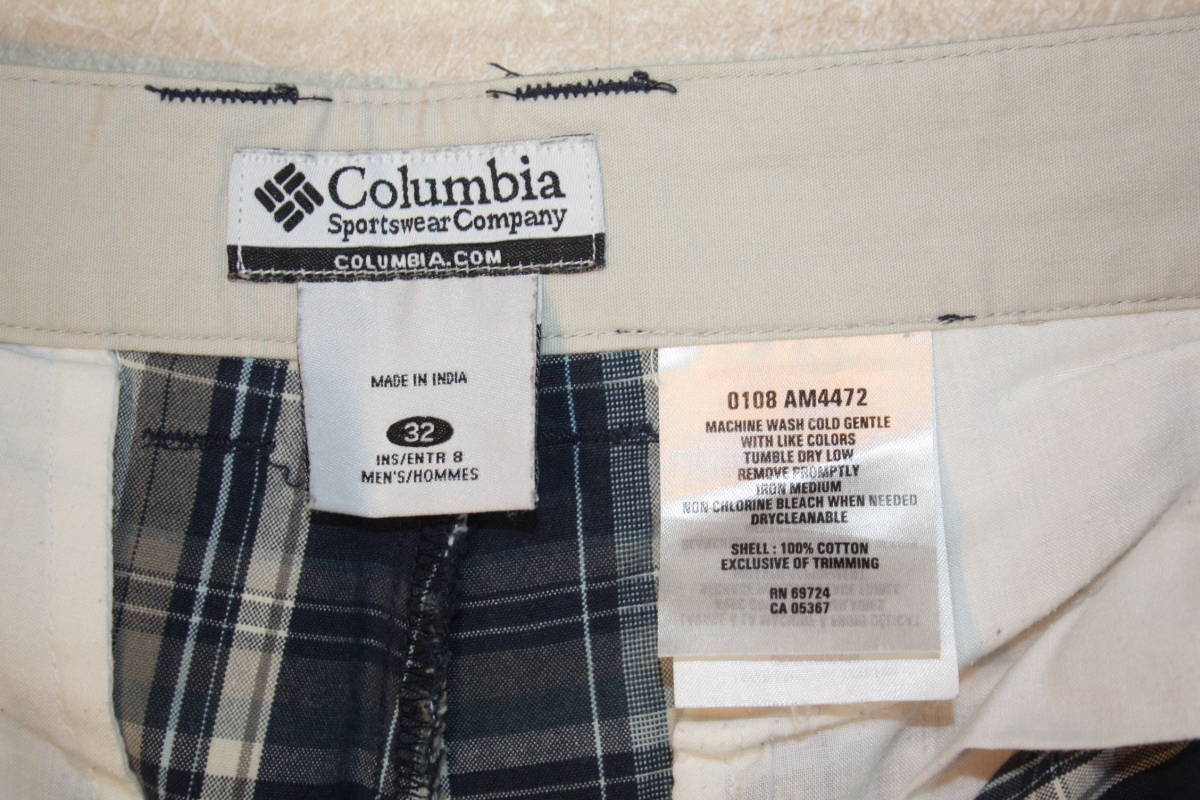 Columbia
Sportswear Company
COLUMBIA.COM
MADE IN INDIA
32
INS/ENTR 8
MEN'S/HOMMES
0108 AM4472
MACHINE WASH COLD GENTLE
WITH LIKE COLORS
TUMBLE DRY LOW
REMOVE PROMPTLY
IRON MEDIUM
NON-CHLORINE BLEACH WHEN NEEDED
DRYCLEANABLE
SHELL : 100% COTTON
EXCLUSIVE OF TRIMMING
RN 69724
CA 05367